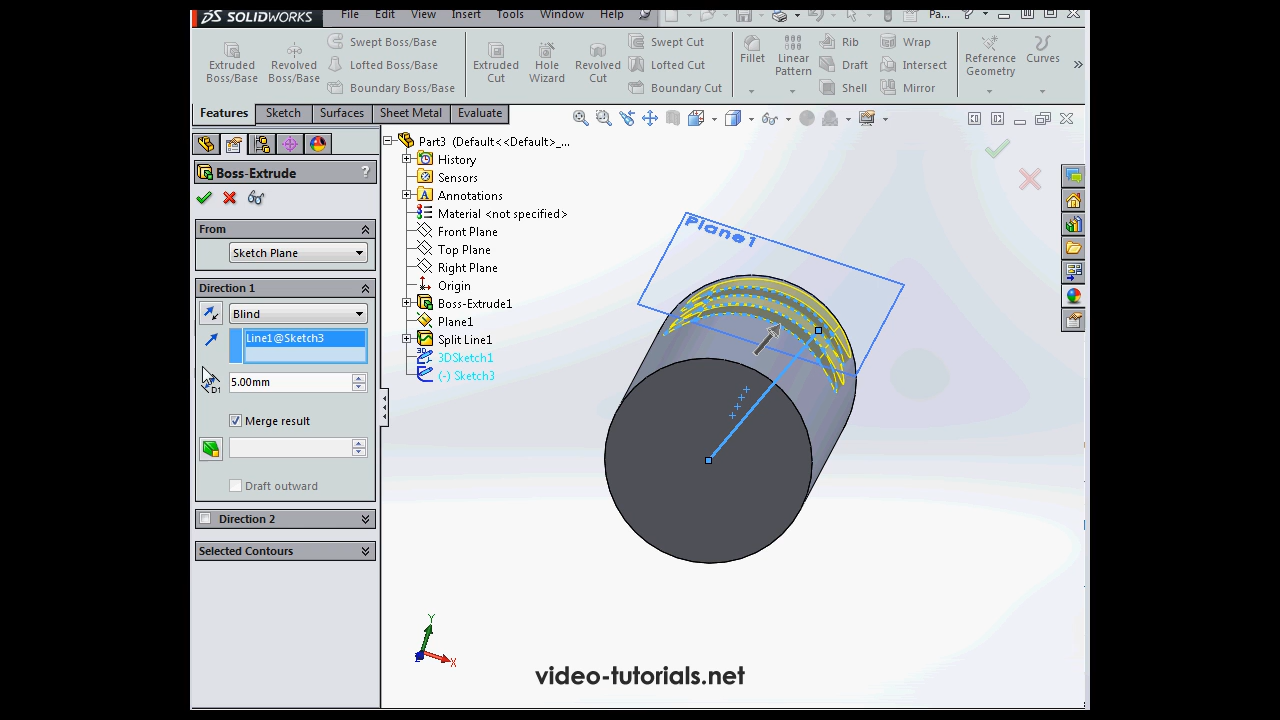 SOLIDWORKS File Edit View Insert Tools Window Help Pa... ?
Extruded Boss/Base Revolved Boss/Base Swept Boss/Base Lofted Boss/Base Boundary Boss/Base Extruded Cut Hole Wizard Revolved Cut Swept Cut Lofted Cut Boundary Cut Fillet Linear Pattern Rib Draft Shell Wrap Intersect Mirror Reference Geometry Curves »
Features Sketch Surfaces Sheet Metal Evaluate
Boss-Extrude ?
From
Sketch Plane
Direction 1
Blind
Line1@Sketch3
D1 5.00mm
Merge result
Draft outward
Direction 2
Selected Contours
Part3 (Default<<Default>_...
History
Sensors
A Annotations
Material <not specified>
Front Plane
Top Plane
Right Plane
Origin
Boss-Extrude1
Plane1
Split Line1
3D 3DSketch1
(-) Sketch3
Plane1
Y
X
video-tutorials.net